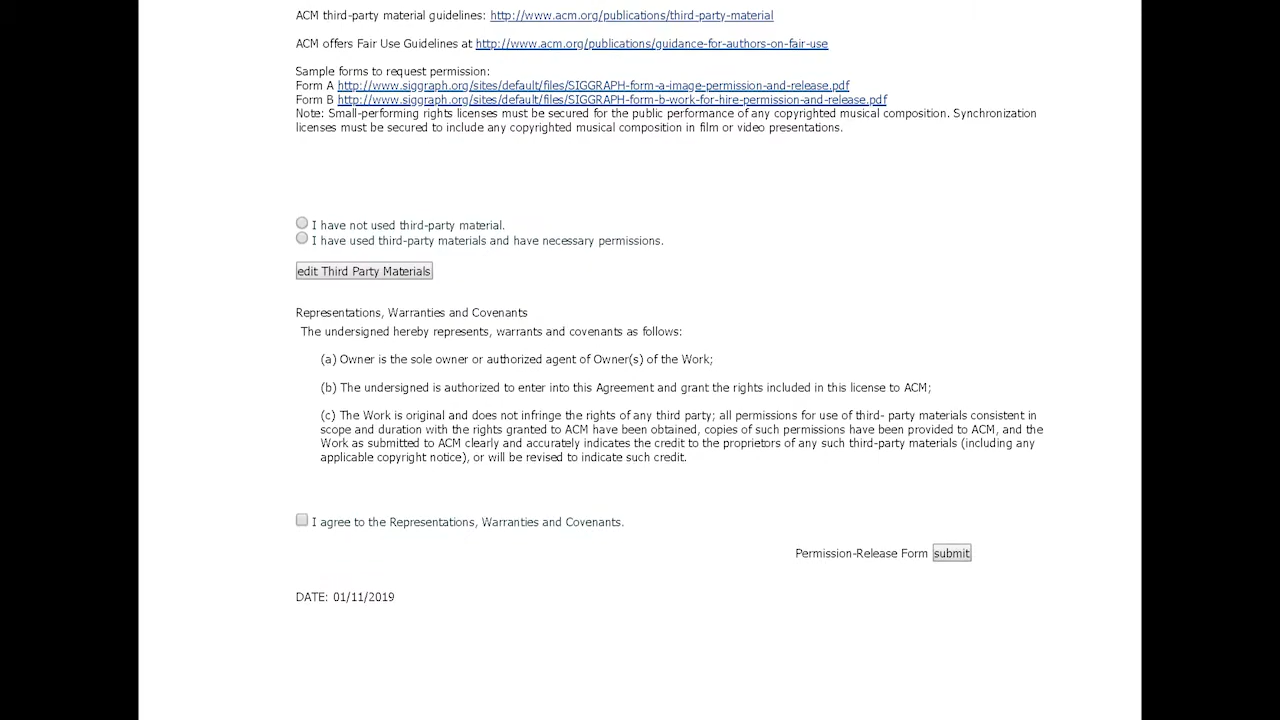 ACM third-party material guidelines: http://www.acm.org/publications/third-party-material
ACM offers Fair Use Guidelines at http://www.acm.org/publications/guidance-for-authors-on-fair-use
Sample forms to request permission:
Form A http://www.siggraph.org/sites/default/files/SIGGRAPH-form-a-image-permission-and-release.pdf
Form B http://www.siggraph.org/sites/default/files/SIGGRAPH-form-b-work-for-hire-permission-and-release.pdf
Note: Small-performing rights licenses must be secured for the public performance of any copyrighted musical composition. Synchronization
licenses must be secured to include any copyrighted musical composition in film or video presentations.
I have not used third-party material.
I have used third-party materials and have necessary permissions.
edit Third Party Materials
Representations, Warranties and Covenants
The undersigned hereby represents, warrants and covenants as follows:
(a) Owner is the sole owner or authorized agent of Owner(s) of the Work;
(b) The undersigned is authorized to enter into this Agreement and grant the rights included in this license to ACM;
(c) The Work is original and does not infringe the rights of any third party; all permissions for use of third- party materials consistent in
scope and duration with the rights granted to ACM have been obtained, copies of such permissions have been provided to ACM, and the
Work as submitted to ACM clearly and accurately indicates the credit to the proprietors of any such third-party materials (including any
applicable copyright notice), or will be revised to indicate such credit.
I agree to the Representations, Warranties and Covenants.
Permission-Release Form submit
DATE: 01/11/2019